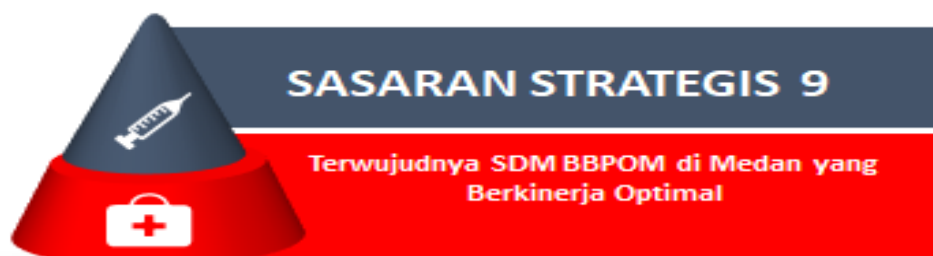 SASARAN STRATEGIS 9
Terwujudnya SDM BBPOM di Medan yang
Berkinerja Optimal